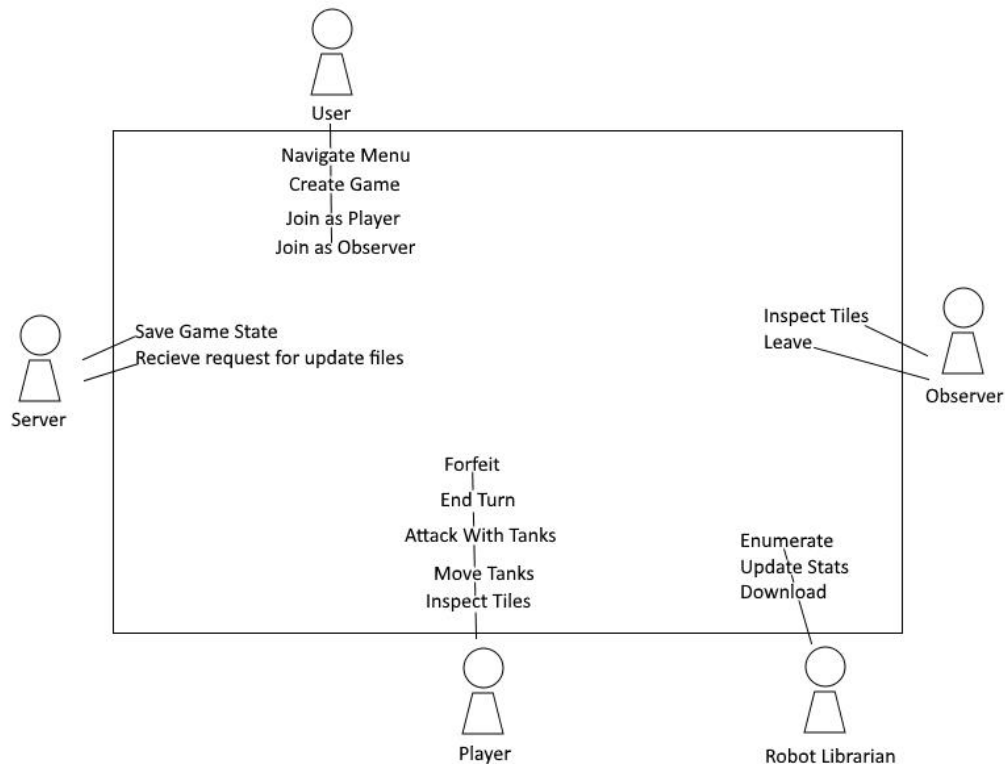 User
Navigate Menu
Create Game
Join as Player
Join as Observer
Save Game State
Recieve request for update files
Server
Inspect Tiles
Leave
Observer
Forfeit
End Turn
Attack With Tanks
Move Tanks
Inspect Tiles
Player
Enumerate
Update Stats
Download
Robot Librarian